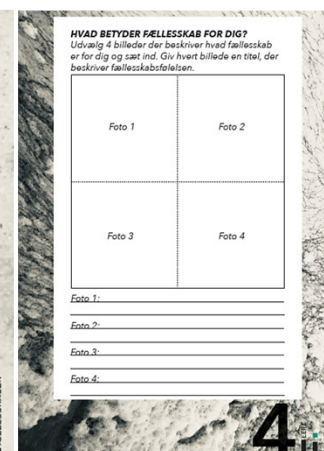 HVAD BETYDER FÆLLESSKAB FOR DIG?
Udvælg 4 billeder der beskriver hvad fællesskab
er for dig og sæt ind. Giv hvert billede en titel, der
beskriver fællesskabsfølelsen.
Foto 1
Foto 2
Foto 3
Foto 4
Foto 1:
Foto 2:
Foto 3:
Foto 4:
4